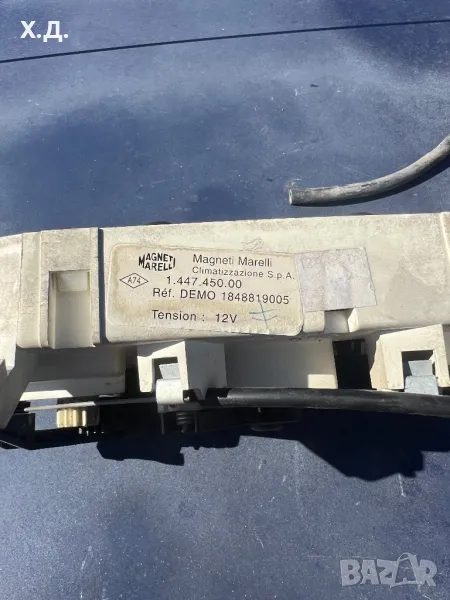 Х.Д.
MAGNETI
MARELLI
Magneti Marelli
Climatizzazione S.p.A.
A74
1.447.450.00
Réf. DEMO 1848819005
Tension : 12V
BAZAR